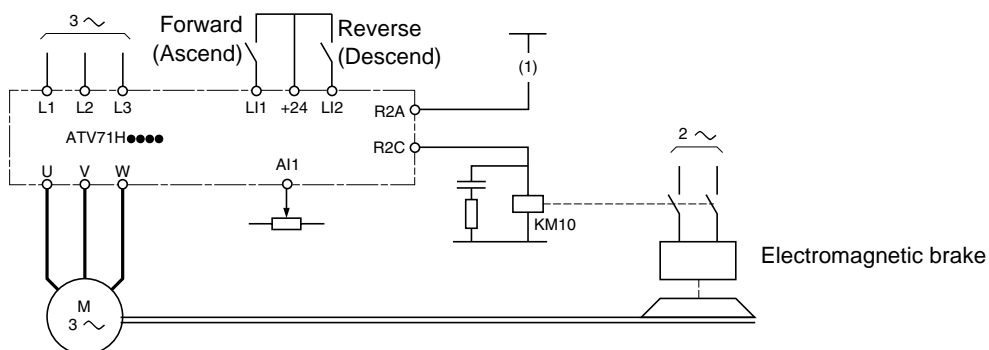 3 ∼
Forward
(Ascend)
Reverse
(Descend)
(1)
L1 L2 L3 LI1 +24 LI2
R2A
ATV71H●●●●
R2C
2 ∼
U V W
AI1
KM10
Electromagnetic brake
M
3 ∼